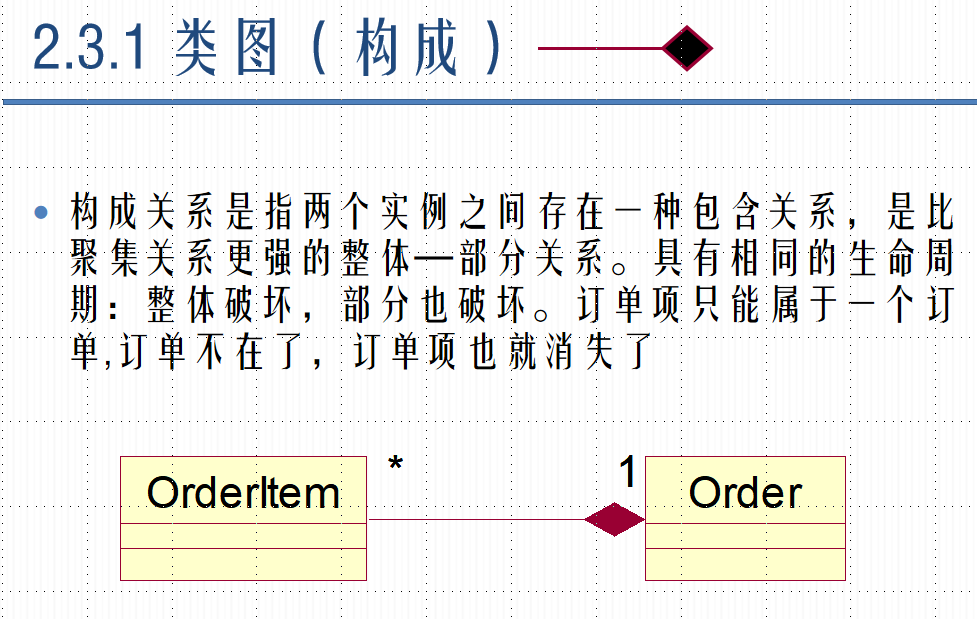 2.3.1 类图（构成）
构成关系是指两个实例之间存在一种包含关系，是比
聚集关系更强的整体—部分关系。具有相同的生命周
期：整体破坏，部分也破坏。订单项只能属于一个订
单,订单不在了，订单项也就消失了
* 1
OrderItem Order